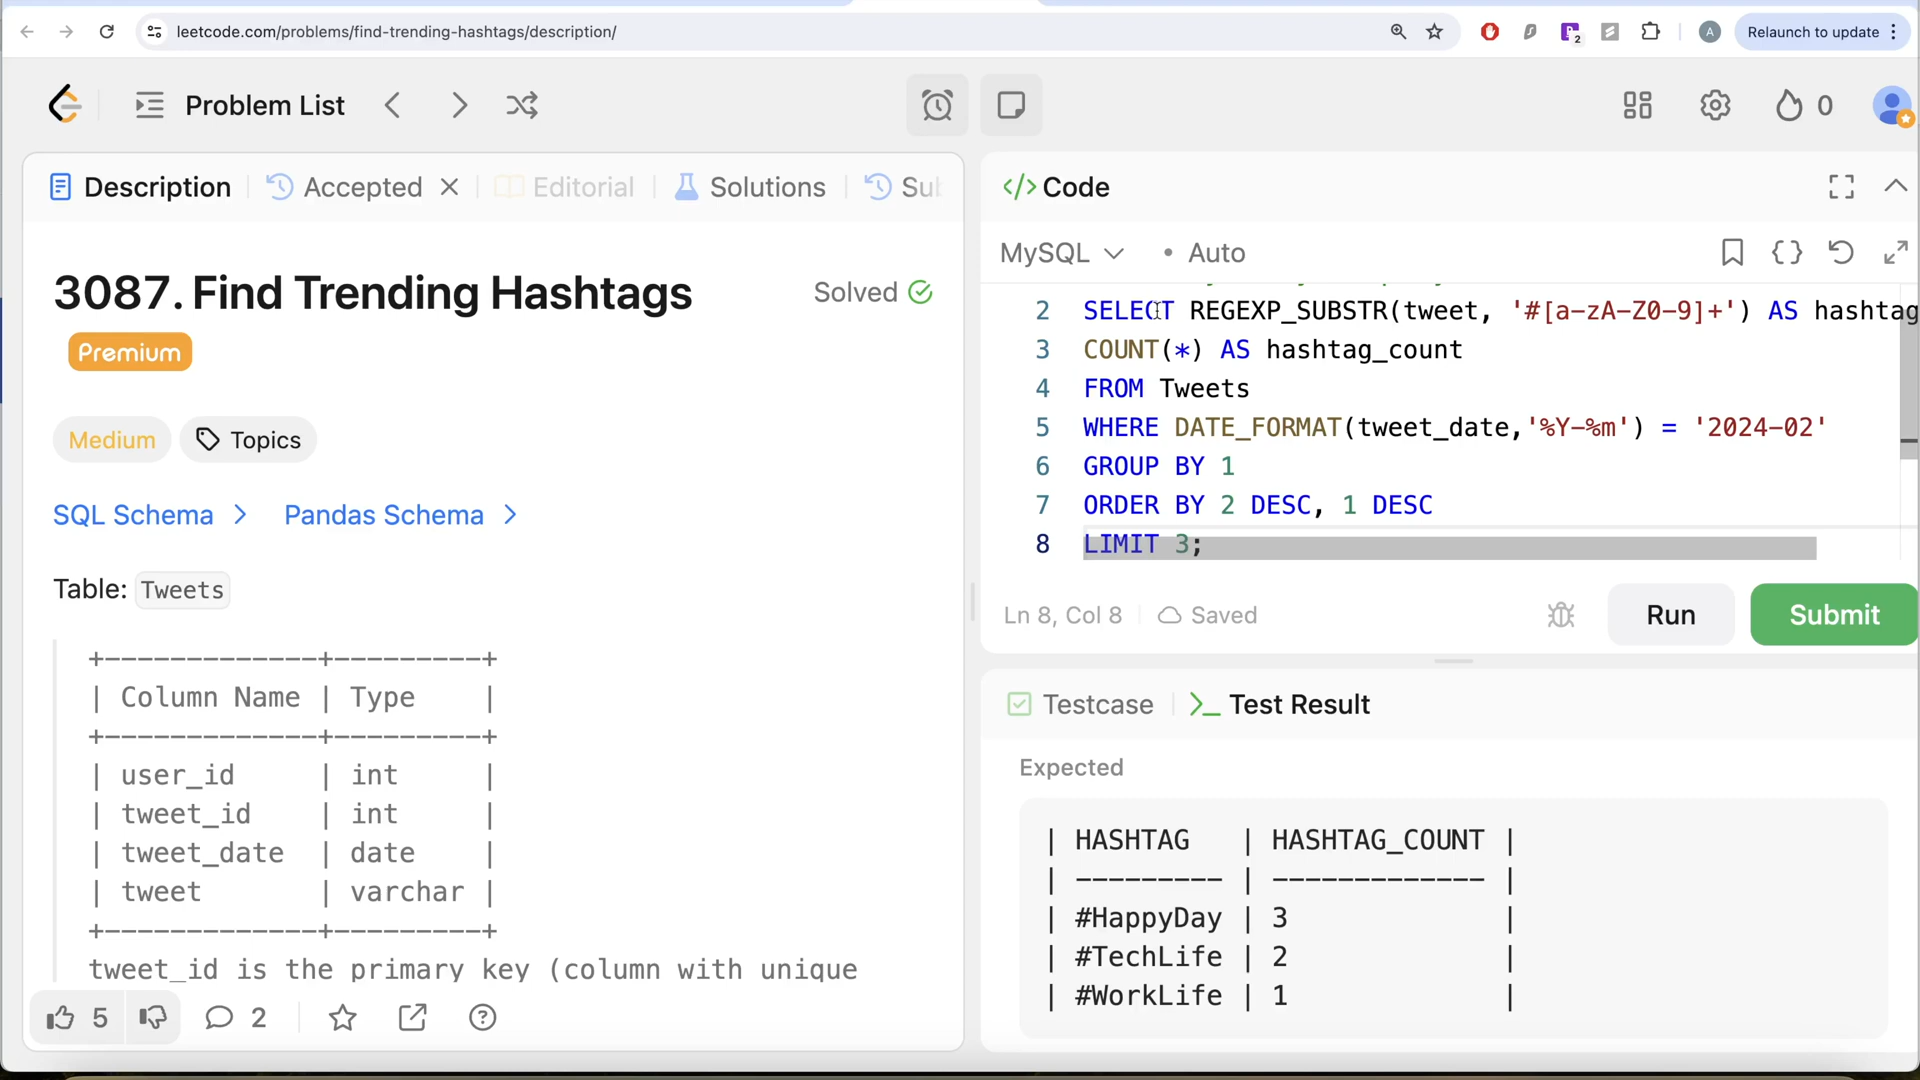 leetcode.com/problems/find-trending-hashtags/description/
2
A
Relaunch to update
Problem List
0
Description
Accepted
Editorial
Solutions
Sub
3087. Find Trending Hashtags
Solved
Premium
Medium
Topics
SQL Schema
Pandas Schema
Table: Tweets
+-------------+---------+
| Column Name | Type    |
+-------------+---------+
| user_id     | int     |
| tweet_id    | int     |
| tweet_date  | date    |
| tweet       | varchar |
+-------------+---------+
tweet_id is the primary key (column with unique
5
2
</> Code
MySQL
• Auto
2 SELECT REGEXP_SUBSTR(tweet, '#[a-zA-Z0-9]+') AS hashtag
3 COUNT(*) AS hashtag_count
4 FROM Tweets
5 WHERE DATE_FORMAT(tweet_date,'%Y-%m') = '2024-02'
6 GROUP BY 1
7 ORDER BY 2 DESC, 1 DESC
8 LIMIT 3;
Ln 8, Col 8
Saved
Run
Submit
Testcase
Test Result
Expected
| HASHTAG   | HASHTAG_COUNT |
| --------- | ------------- |
| #HappyDay | 3             |
| #TechLife | 2             |
| #WorkLife | 1             |